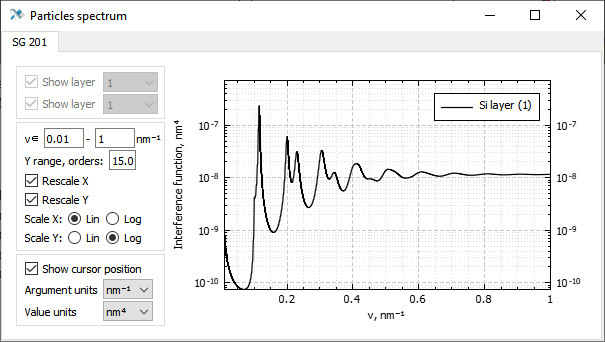 Particles spectrum
SG 201
Show layer 1
Show layer 1
ν∈ 0.01 - 1 nm⁻¹
Y range, orders: 15.0
Rescale X
Rescale Y
Scale X: Lin Log
Scale Y: Lin Log
Show cursor position
Argument units nm⁻¹
Value units nm⁴
Interference function, nm⁴
10⁻⁷
10⁻⁸
10⁻⁹
10⁻¹⁰
Si layer (1)
10⁻⁷
10⁻⁸
10⁻⁹
10⁻¹⁰
0.2 0.4 0.6 0.8 1
ν, nm⁻¹